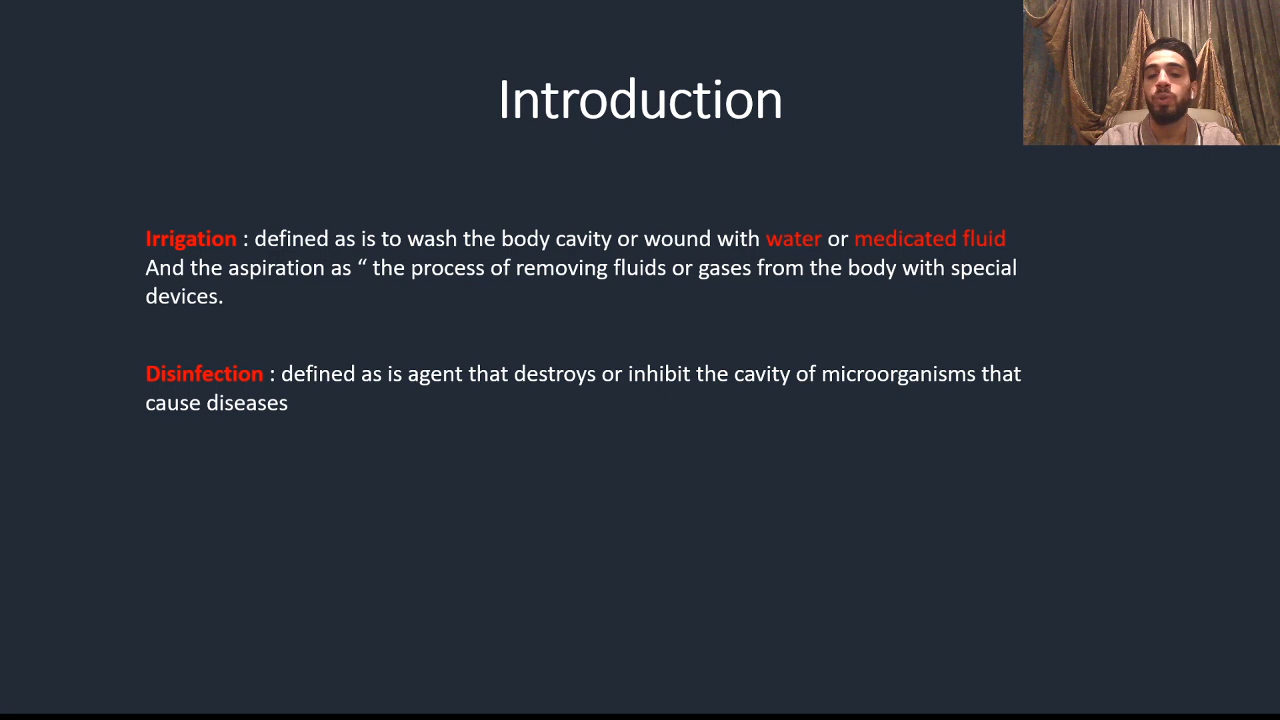 Introduction
Irrigation : defined as is to wash the body cavity or wound with water or medicated fluid
And the aspiration as “ the process of removing fluids or gases from the body with special
devices.
Disinfection : defined as is agent that destroys or inhibit the cavity of microorganisms that
cause diseases